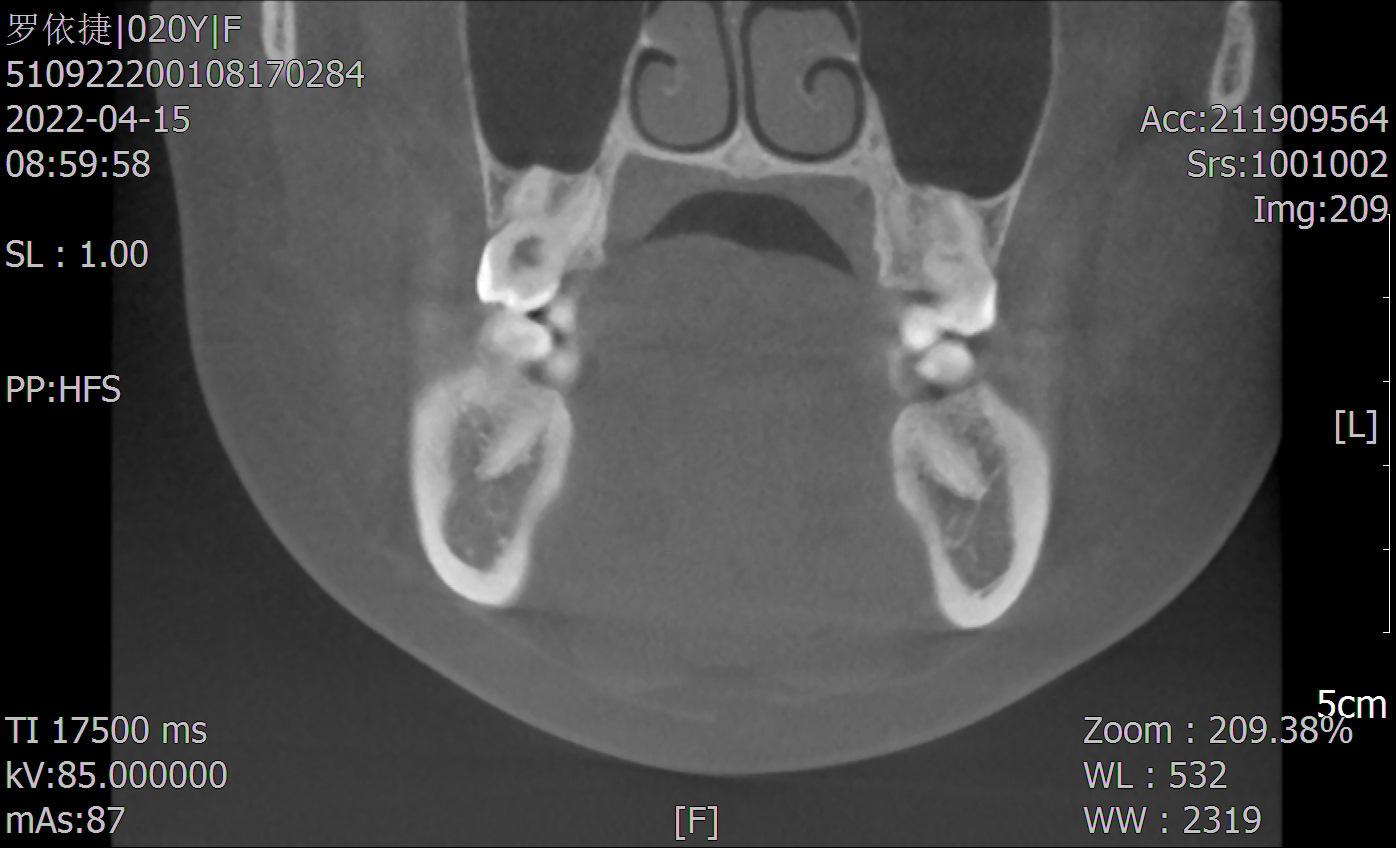 罗依捷|020Y|F
510922200108170284
2022-04-15
08:59:58
SL : 1.00
PP:HFS
Acc:211909564
Srs:1001002
Img:209
[L]
5cm
TI 17500 ms
kV:85.000000
mAs:87
[F]
Zoom : 209.38%
WL : 532
WW : 2319